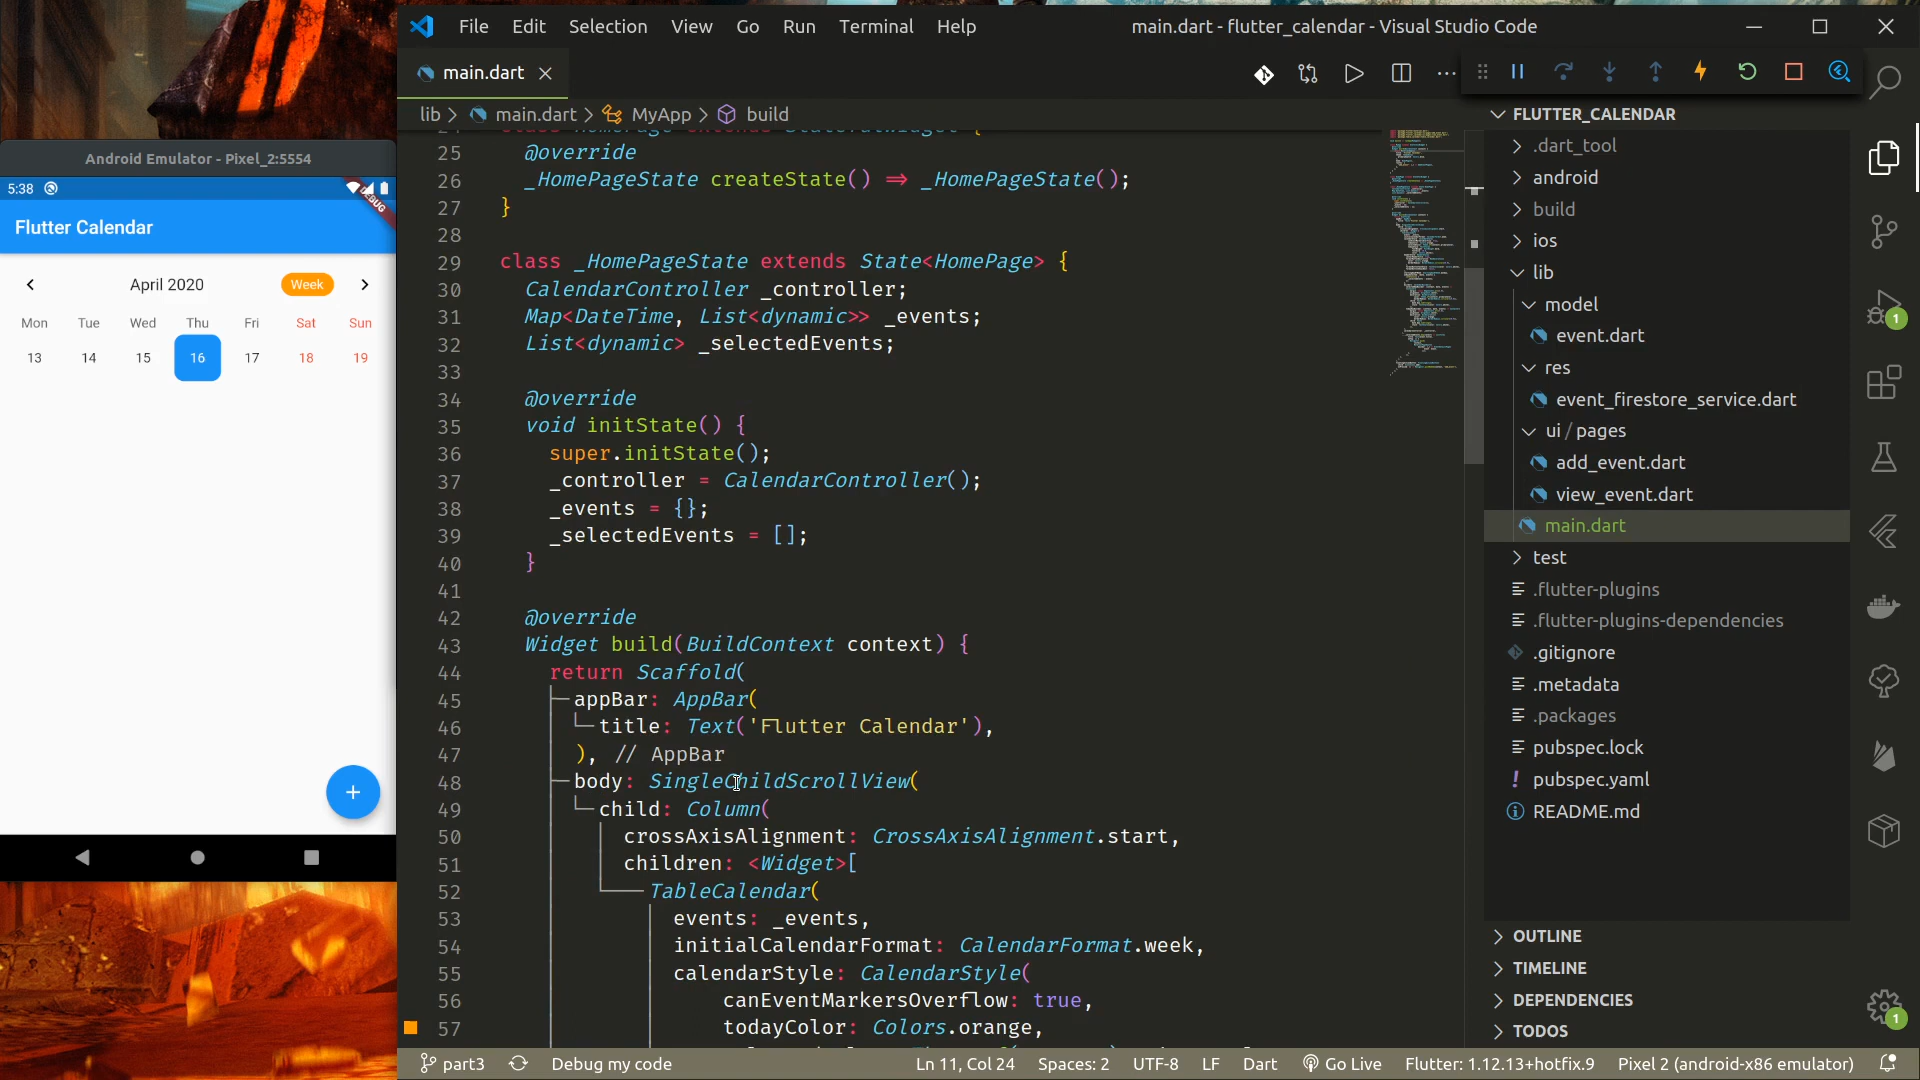 File Edit Selection View Go Run Terminal Help
main.dart - flutter_calendar - Visual Studio Code
main.dart
lib > main.dart > MyApp > build
Android Emulator - Pixel_2:5554
5:38
DEBUG
Flutter Calendar
April 2020
Week
Mon Tue Wed Thu Fri Sat Sun
13 14 15 16 17 18 19
+
24 class HomePage extends StatefulWidget {
25 @override
26 _HomePageState createState() => _HomePageState();
27 }
28
29 class _HomePageState extends State<HomePage> {
30 CalendarController _controller;
31 Map<DateTime, List<dynamic>> _events;
32 List<dynamic> _selectedEvents;
33
34 @override
35 void initState() {
36 super.initState();
37 _controller = CalendarController();
38 _events = {};
39 _selectedEvents = [];
40 }
41
42 @override
43 Widget build(BuildContext context) {
44 return Scaffold(
45 appBar: AppBar(
46 title: Text('Flutter Calendar'),
47 ), // AppBar
48 body: SingleChildScrollView(
49 child: Column(
50 crossAxisAlignment: CrossAxisAlignment.start,
51 children: <Widget>[
52 TableCalendar(
53 events: _events,
54 initialCalendarFormat: CalendarFormat.week,
55 calendarStyle: CalendarStyle(
56 canEventMarkersOverflow: true,
57 todayColor: Colors.orange,
FLUTTER_CALENDAR
.dart_tool
android
build
ios
lib
model
event.dart
res
event_firestore_service.dart
ui / pages
add_event.dart
view_event.dart
main.dart
test
.flutter-plugins
.flutter-plugins-dependencies
.gitignore
.metadata
.packages
pubspec.lock
! pubspec.yaml
README.md
OUTLINE
TIMELINE
DEPENDENCIES
TODOS
1
1
part3 Debug my code Ln 11, Col 24 Spaces: 2 UTF-8 LF Dart Go Live Flutter: 1.12.13+hotfix.9 Pixel 2 (android-x86 emulator)